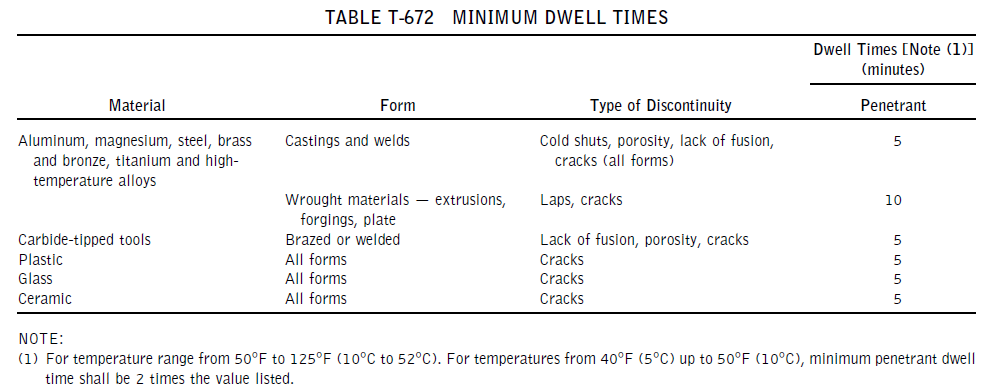 TABLE T-672 MINIMUM DWELL TIMES
Dwell Times [Note (1)]
(minutes)
Material Form Type of Discontinuity Penetrant
Aluminum, magnesium, steel, brass Castings and welds Cold shuts, porosity, lack of fusion, 5
and bronze, titanium and high- cracks (all forms)
temperature alloys
Wrought materials — extrusions, Laps, cracks 10
forgings, plate
Carbide-tipped tools Brazed or welded Lack of fusion, porosity, cracks 5
Plastic All forms Cracks 5
Glass All forms Cracks 5
Ceramic All forms Cracks 5
NOTE:
(1) For temperature range from 50°F to 125°F (10°C to 52°C). For temperatures from 40°F (5°C) up to 50°F (10°C), minimum penetrant dwell
time shall be 2 times the value listed.